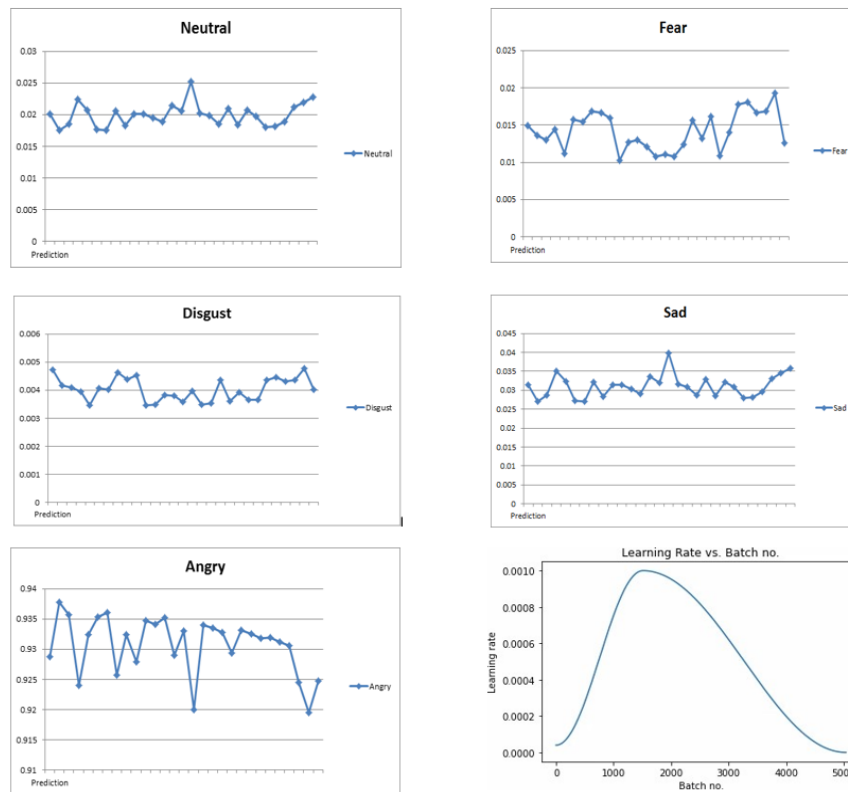 Neutral
0.03
0.025
0.02
0.015
0.01
0.005
0
Prediction
Neutral
Fear
0.025
0.02
0.015
0.01
0.005
0
Prediction
Fear
Disgust
0.006
0.005
0.004
0.003
0.002
0.001
0
Prediction
Disgust
Sad
0.045
0.04
0.035
0.03
0.025
0.02
0.015
0.01
0.005
0
Prediction
Sad
Angry
0.94
0.935
0.93
0.925
0.92
0.915
0.91
Prediction
Angry
Learning Rate vs. Batch no.
0.0010
0.0008
0.0006
0.0004
0.0002
0.0000
Learning rate
0 1000 2000 3000 4000 500
Batch no.